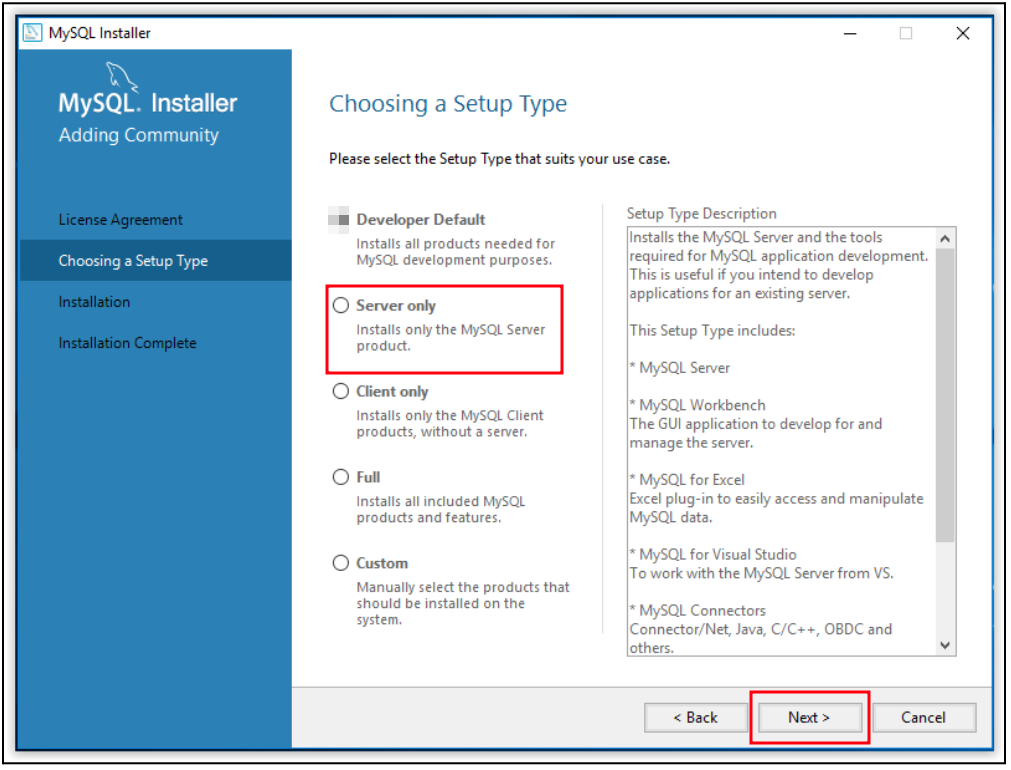 MySQL Installer
MySQL. Installer
Adding Community
License Agreement
Choosing a Setup Type
Installation
Installation Complete
Choosing a Setup Type
Please select the Setup Type that suits your use case.
Developer Default
Installs all products needed for
MySQL development purposes.
Server only
Installs only the MySQL Server
product.
Client only
Installs only the MySQL Client
products, without a server.
Full
Installs all included MySQL
products and features.
Custom
Manually select the products that
should be installed on the
system.
Setup Type Description
Installs the MySQL Server and the tools
required for MySQL application development.
This is useful if you intend to develop
applications for an existing server.
This Setup Type includes:
* MySQL Server
* MySQL Workbench
The GUI application to develop for and
manage the server.
* MySQL for Excel
Excel plug-in to easily access and manipulate
MySQL data.
* MySQL for Visual Studio
To work with the MySQL Server from VS.
* MySQL Connectors
Connector/Net, Java, C/C++, OBDC and
others.
< Back
Next >
Cancel